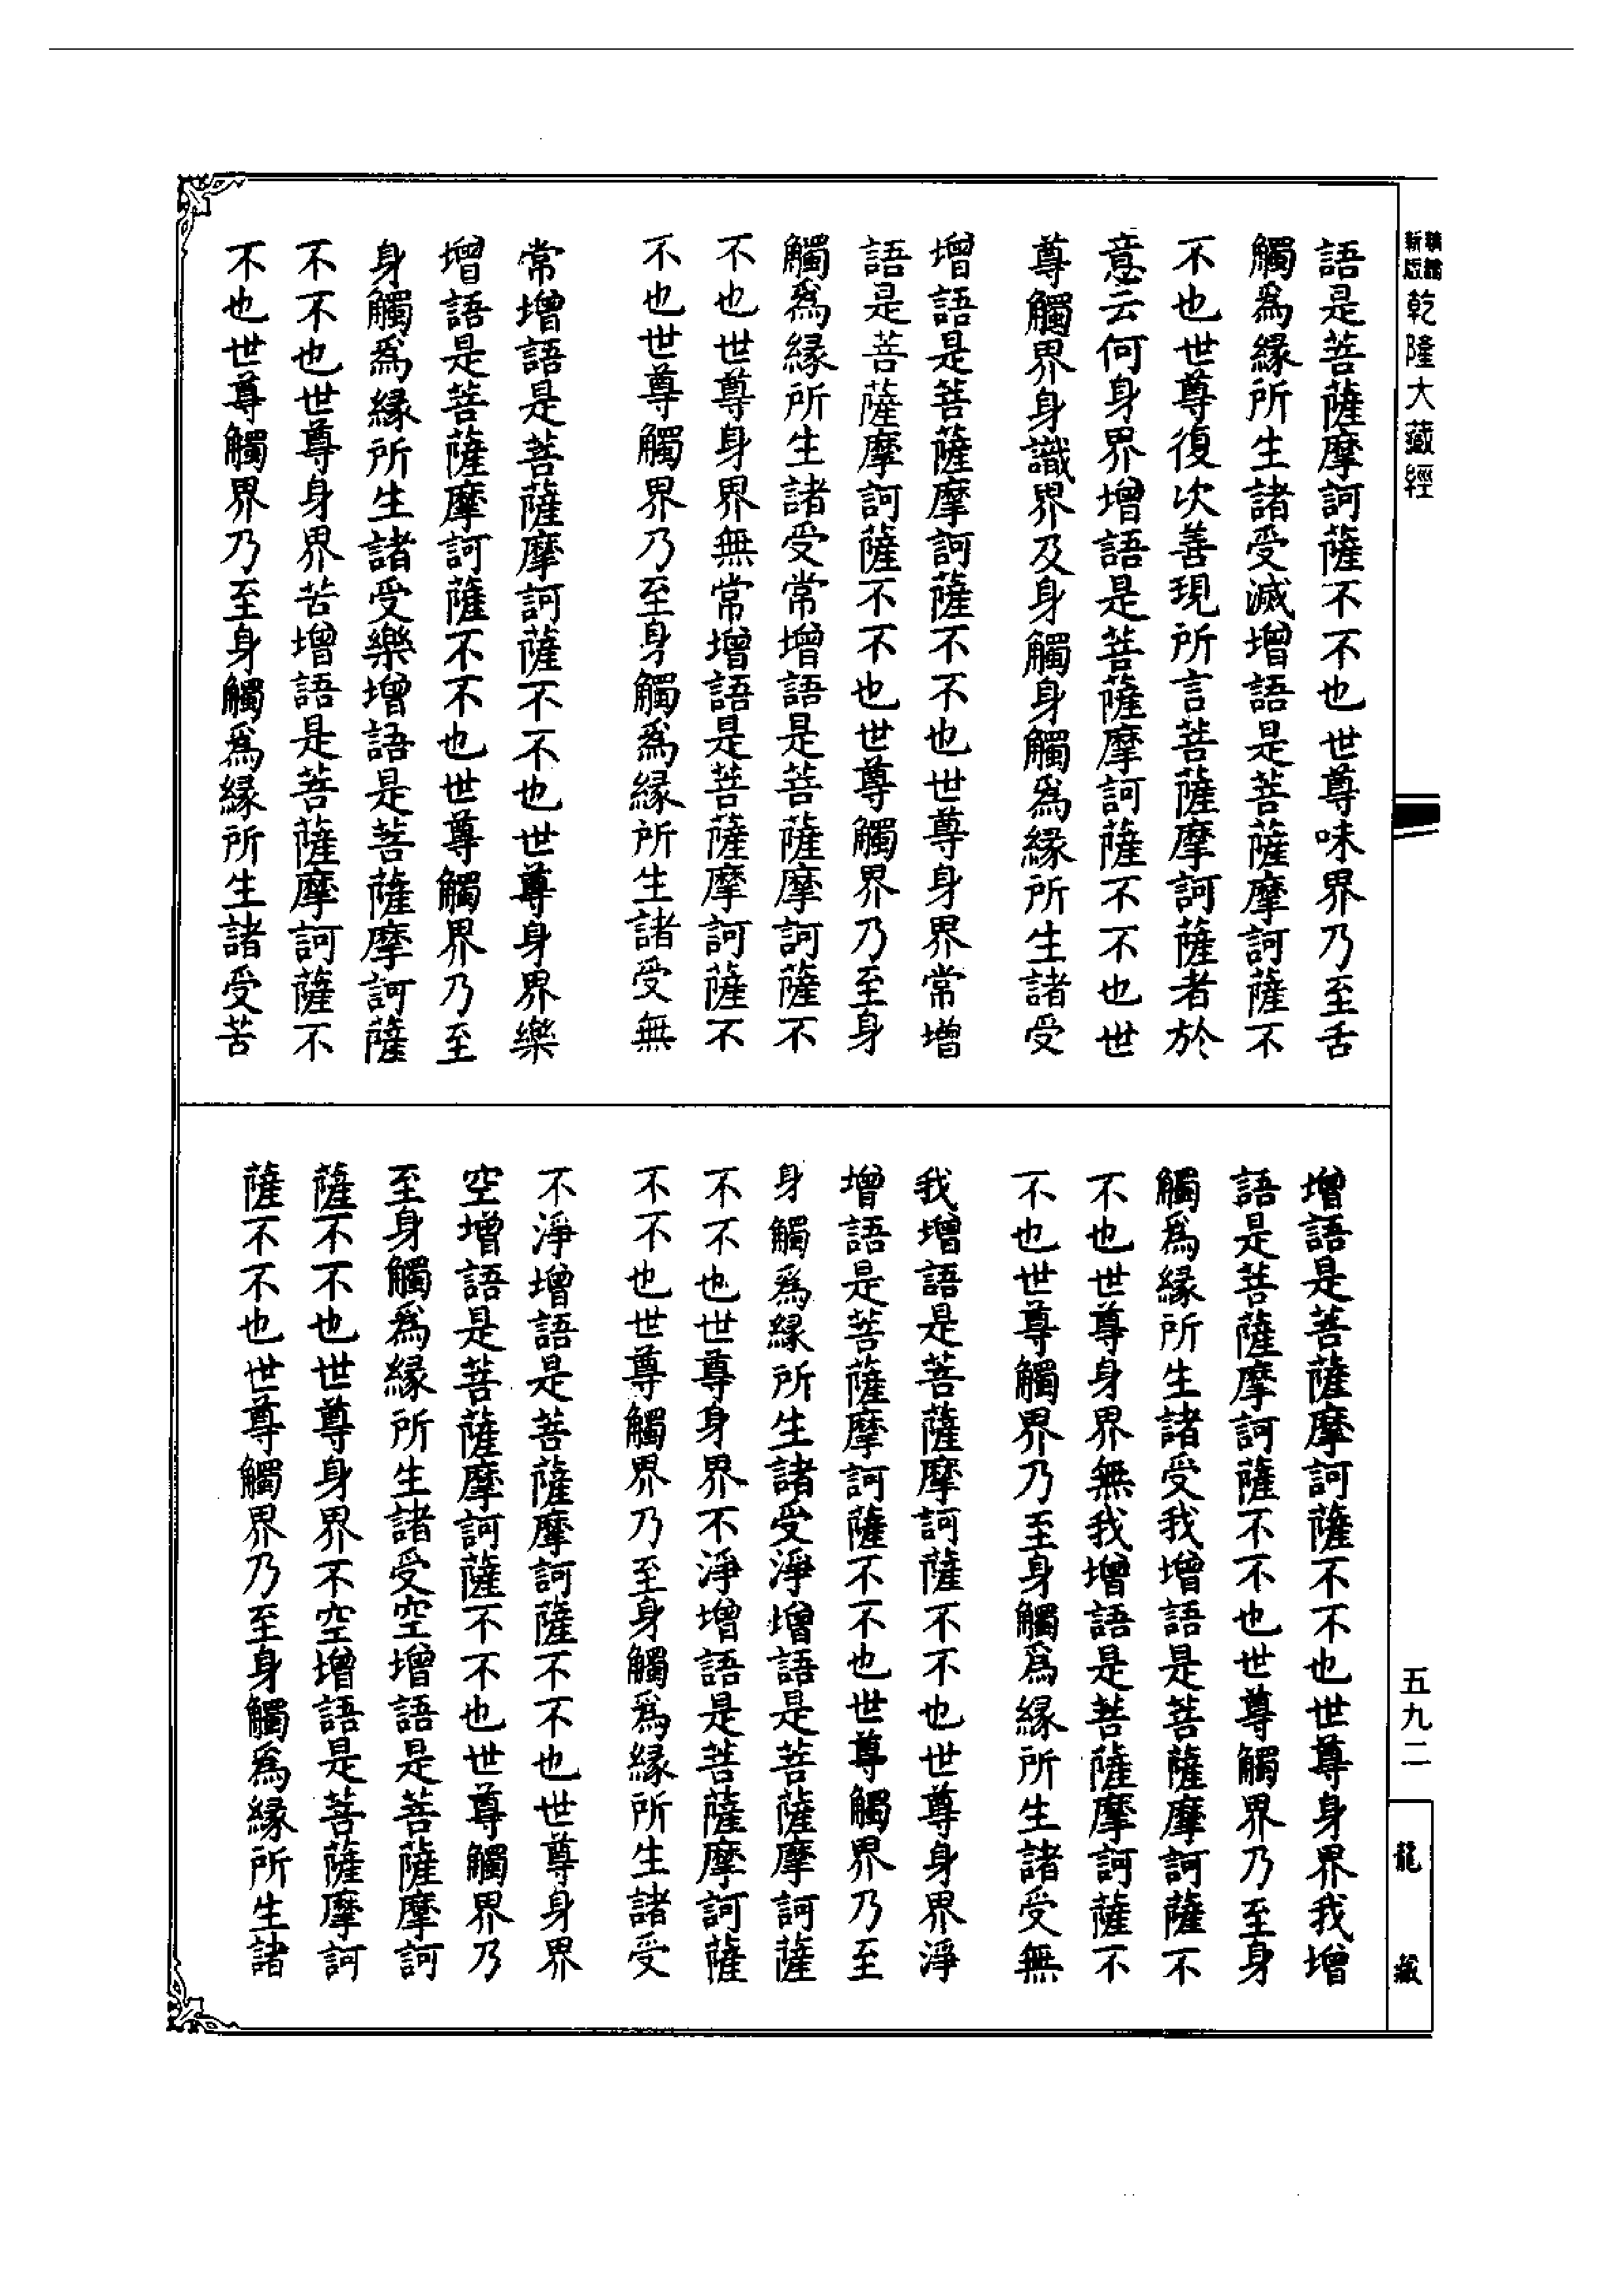 新版
乾隆大藏經
語是菩薩摩訶薩不不也世尊味界乃至舌
觸爲緣所生諸受滅增語是菩薩摩訶薩不
不也世尊復次善現所言菩薩摩訶薩者於
意云何身界增語是菩薩摩訶薩不不也世
尊觸界身識界及身觸身觸爲緣所生諸受
增語是菩薩摩訶薩不不也世尊身界常增
語是菩薩摩訶薩不不也世尊觸界乃至身
觸爲緣所生諸受常增語是菩薩摩訶薩不
不也世尊身界無常增語是菩薩摩訶薩不
不也世尊觸界乃至身觸爲緣所生諸受無
常增語是菩薩摩訶薩不不也世尊身界樂
增語是菩薩摩訶薩不不也世尊觸界乃至
身觸爲緣所生諸受樂增語是菩薩摩訶薩
不不也世尊身界苦增語是菩薩摩訶薩不
不也世尊觸界乃至身觸爲緣所生諸受苦
增語是菩薩摩訶薩不不也世尊身界我增
語是菩薩摩訶薩不不也世尊觸界乃至身
觸爲緣所生諸受我增語是菩薩摩訶薩不
不也世尊身界無我增語是菩薩摩訶薩不
不也世尊觸界乃至身觸爲緣所生諸受無
我增語是菩薩摩訶薩不不也世尊身界淨
增語是菩薩摩訶薩不不也世尊觸界乃至
身觸爲緣所生諸受淨增語是菩薩摩訶薩
不不也世尊身界不淨增語是菩薩摩訶薩
不不也世尊觸界乃至身觸爲緣所生諸受
不淨增語是菩薩摩訶薩不不也世尊身界
空增語是菩薩摩訶薩不不也世尊觸界乃
至身觸爲緣所生諸受空增語是菩薩摩訶
薩不不也世尊身界不空增語是菩薩摩訶
薩不不也世尊觸界乃至身觸爲緣所生諸
五九二
龍藏